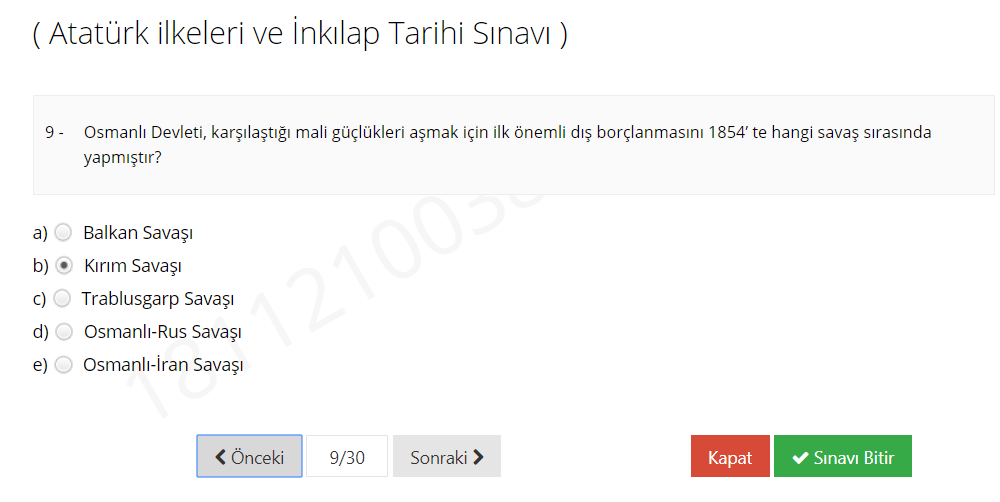 ( Atatürk ilkeleri ve İnkılap Tarihi Sınavı )
9 - Osmanlı Devleti, karşılaştığı mali güçlükleri aşmak için ilk önemli dış borçlanmasını 1854’ te hangi savaş sırasında
yapmıştır?
a) Balkan Savaşı
b) Kırım Savaşı
c) Trablusgarp Savaşı
d) Osmanlı-Rus Savaşı
e) Osmanlı-İran Savaşı
Önceki 9/30 Sonraki Kapat Sınavı Bitir